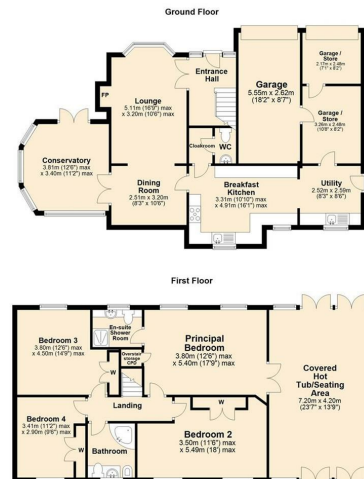 Ground Floor
Garage /
Store
2.17m x 2.48m
(7'1" x 8'2")
Entrance
Hall
Garage
5.55m x 2.62m
(18'2" x 8'7")
FP
Lounge
5.11m (16'9") max
x 3.20m (10'6") max
Garage /
Store
3.26m x 2.48m
(10'8" x 8'2")
Cloakroom
WC
Conservatory
3.81m (12'6") max
x 3.40m (11'2") max
Dining
Room
2.51m x 3.20m
(8'3" x 10'6")
Breakfast
Kitchen
3.31m (10'10") max
x 4.91m (16'1") max
Utility
2.52m x 2.59m
(8'3" x 8'6")
First Floor
Bedroom 3
3.80m (12'6") max
x 4.50m (14'9") max
En-suite
Shower
Room
Principal
Bedroom
3.80m (12'6") max
x 5.40m (17'9") max
Overstair
storage
CPD
W
Covered
Hot
Tub/Seating
Area
7.20m x 4.20m
(23'7" x 13'9")
Landing
W
Bedroom 4
3.41m (11'2") max
x 2.90m (9'6") max
W
Bathroom
Bedroom 2
3.50m (11'6") max
x 5.49m (18') max